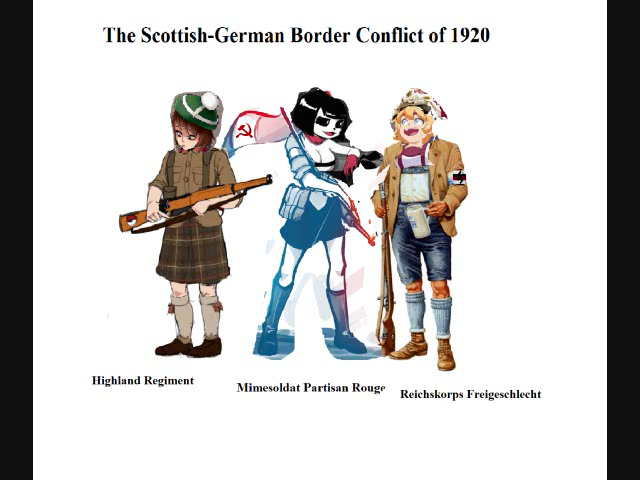 The Scottish-German Border Conflict of 1920
Highland Regiment
Mimesoldat Partisan Rouge
Reichskorps Freigeschlecht